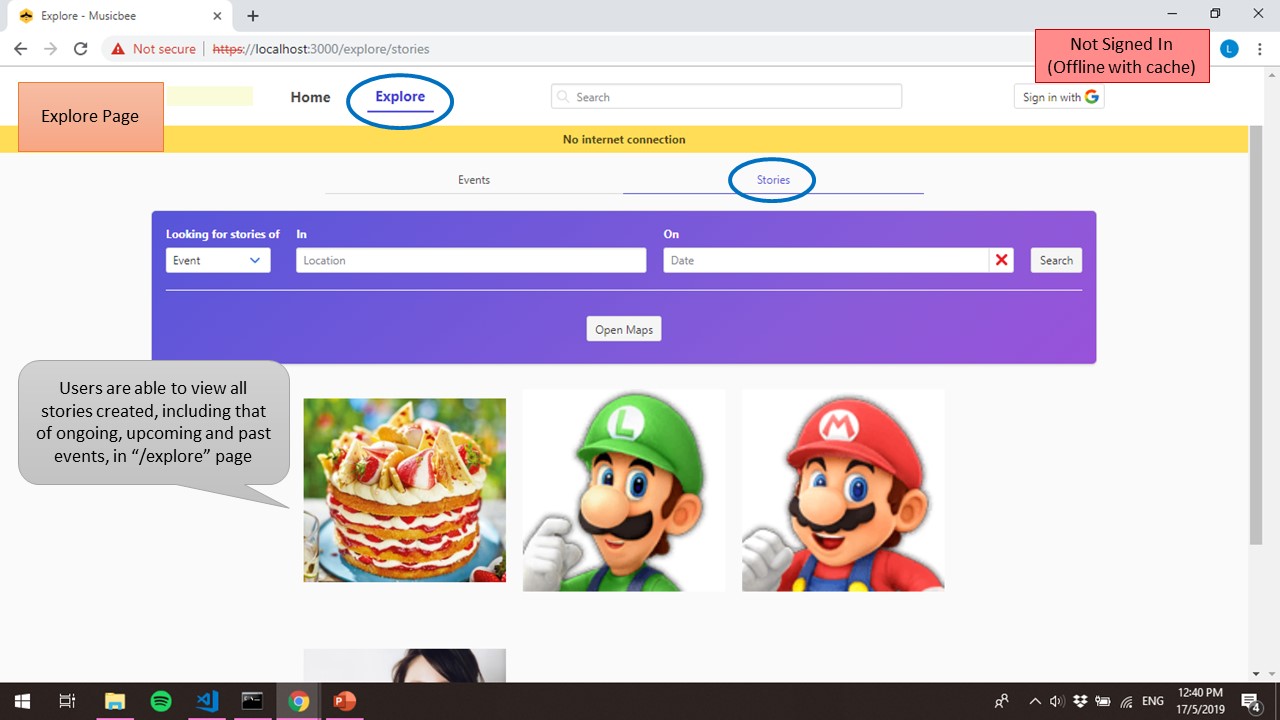 Explore - Musicbee
Not secure | https://localhost:3000/explore/stories
L
Not Signed In
(Offline with cache)
Explore Page
Home
Explore
Search
Sign in with G
No internet connection
Events
Stories
Looking for stories of
In
On
Event
Location
Date
Search
Open Maps
Users are able to view all
stories created, including that
of ongoing, upcoming and past
events, in “/explore” page
L
M
ENG
12:40 PM
17/5/2019
4